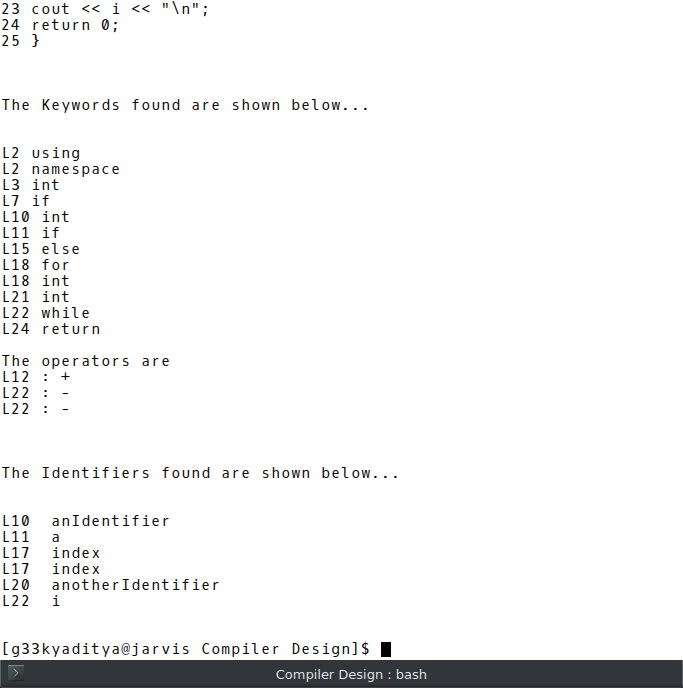 23 cout << i << "\n";
24 return 0;
25 }
The Keywords found are shown below...
L2 using
L2 namespace
L3 int
L7 if
L10 int
L11 if
L15 else
L18 for
L18 int
L21 int
L22 while
L24 return
The operators are
L12 : +
L22 : -
L22 : -
The Identifiers found are shown below...
L10  anIdentifier
L11  a
L17  index
L17  index
L20  anotherIdentifier
L22  i
[g33kyaditya@jarvis Compiler Design]$
Compiler Design : bash